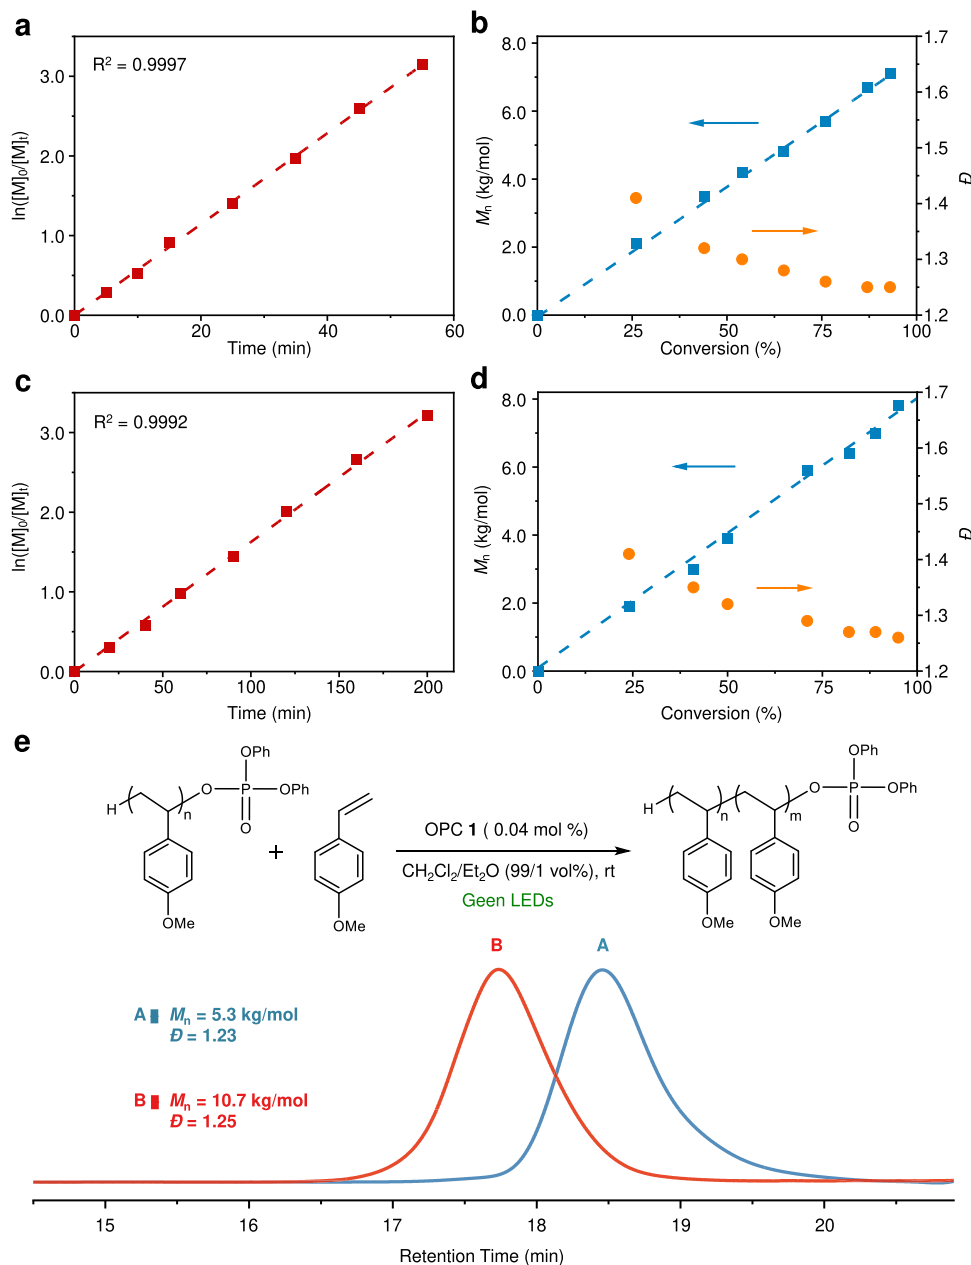 a
R² = 0.9997
ln([M]₀/[M]ₜ)
3.0
2.0
1.0
0.0
0 20 40 60
Time (min)
b
Mₙ (kg/mol)
8.0
6.0
4.0
2.0
0.0
0 25 50 75 100
Conversion (%)
1.7
1.6
1.5
1.4
1.3
1.2
Đ
c
R² = 0.9992
ln([M]₀/[M]ₜ)
3.0
2.0
1.0
0.0
0 50 100 150 200
Time (min)
d
Mₙ (kg/mol)
8.0
6.0
4.0
2.0
0.0
0 25 50 75 100
Conversion (%)
1.7
1.6
1.5
1.4
1.3
1.2
Đ
e
H ( ) n O P OPh OPh O
OMe
+
OMe
OPC 1 ( 0.04 mol %)
CH₂Cl₂/Et₂O (99/1 vol%), rt
Geen LEDs
H ( ) n ( ) m O P OPh OPh O
OMe OMe
B A
A Mₙ = 5.3 kg/mol
Đ = 1.23
B Mₙ = 10.7 kg/mol
Đ = 1.25
15 16 17 18 19 20
Retention Time (min)